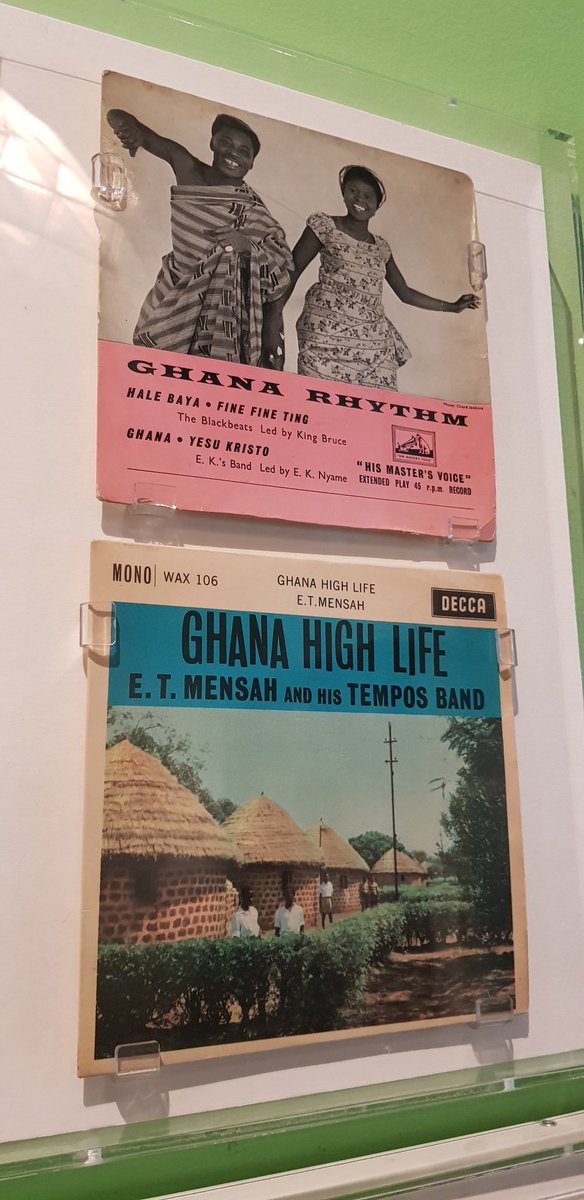 GHANA RHYTHM
HALE BAYA • FINE FINE TING
The Blackbeats Led by King Bruce
GHANA • YESU KRISTO
E. K.'s Band Led by E. K. Nyame
"HIS MASTER'S VOICE"
EXTENDED PLAY 45 r.p.m. RECORD
MONO WAX 106
GHANA HIGH LIFE
E.T.MENSAH
DECCA
GHANA HIGH LIFE
E. T. MENSAH AND HIS TEMPOS BAND